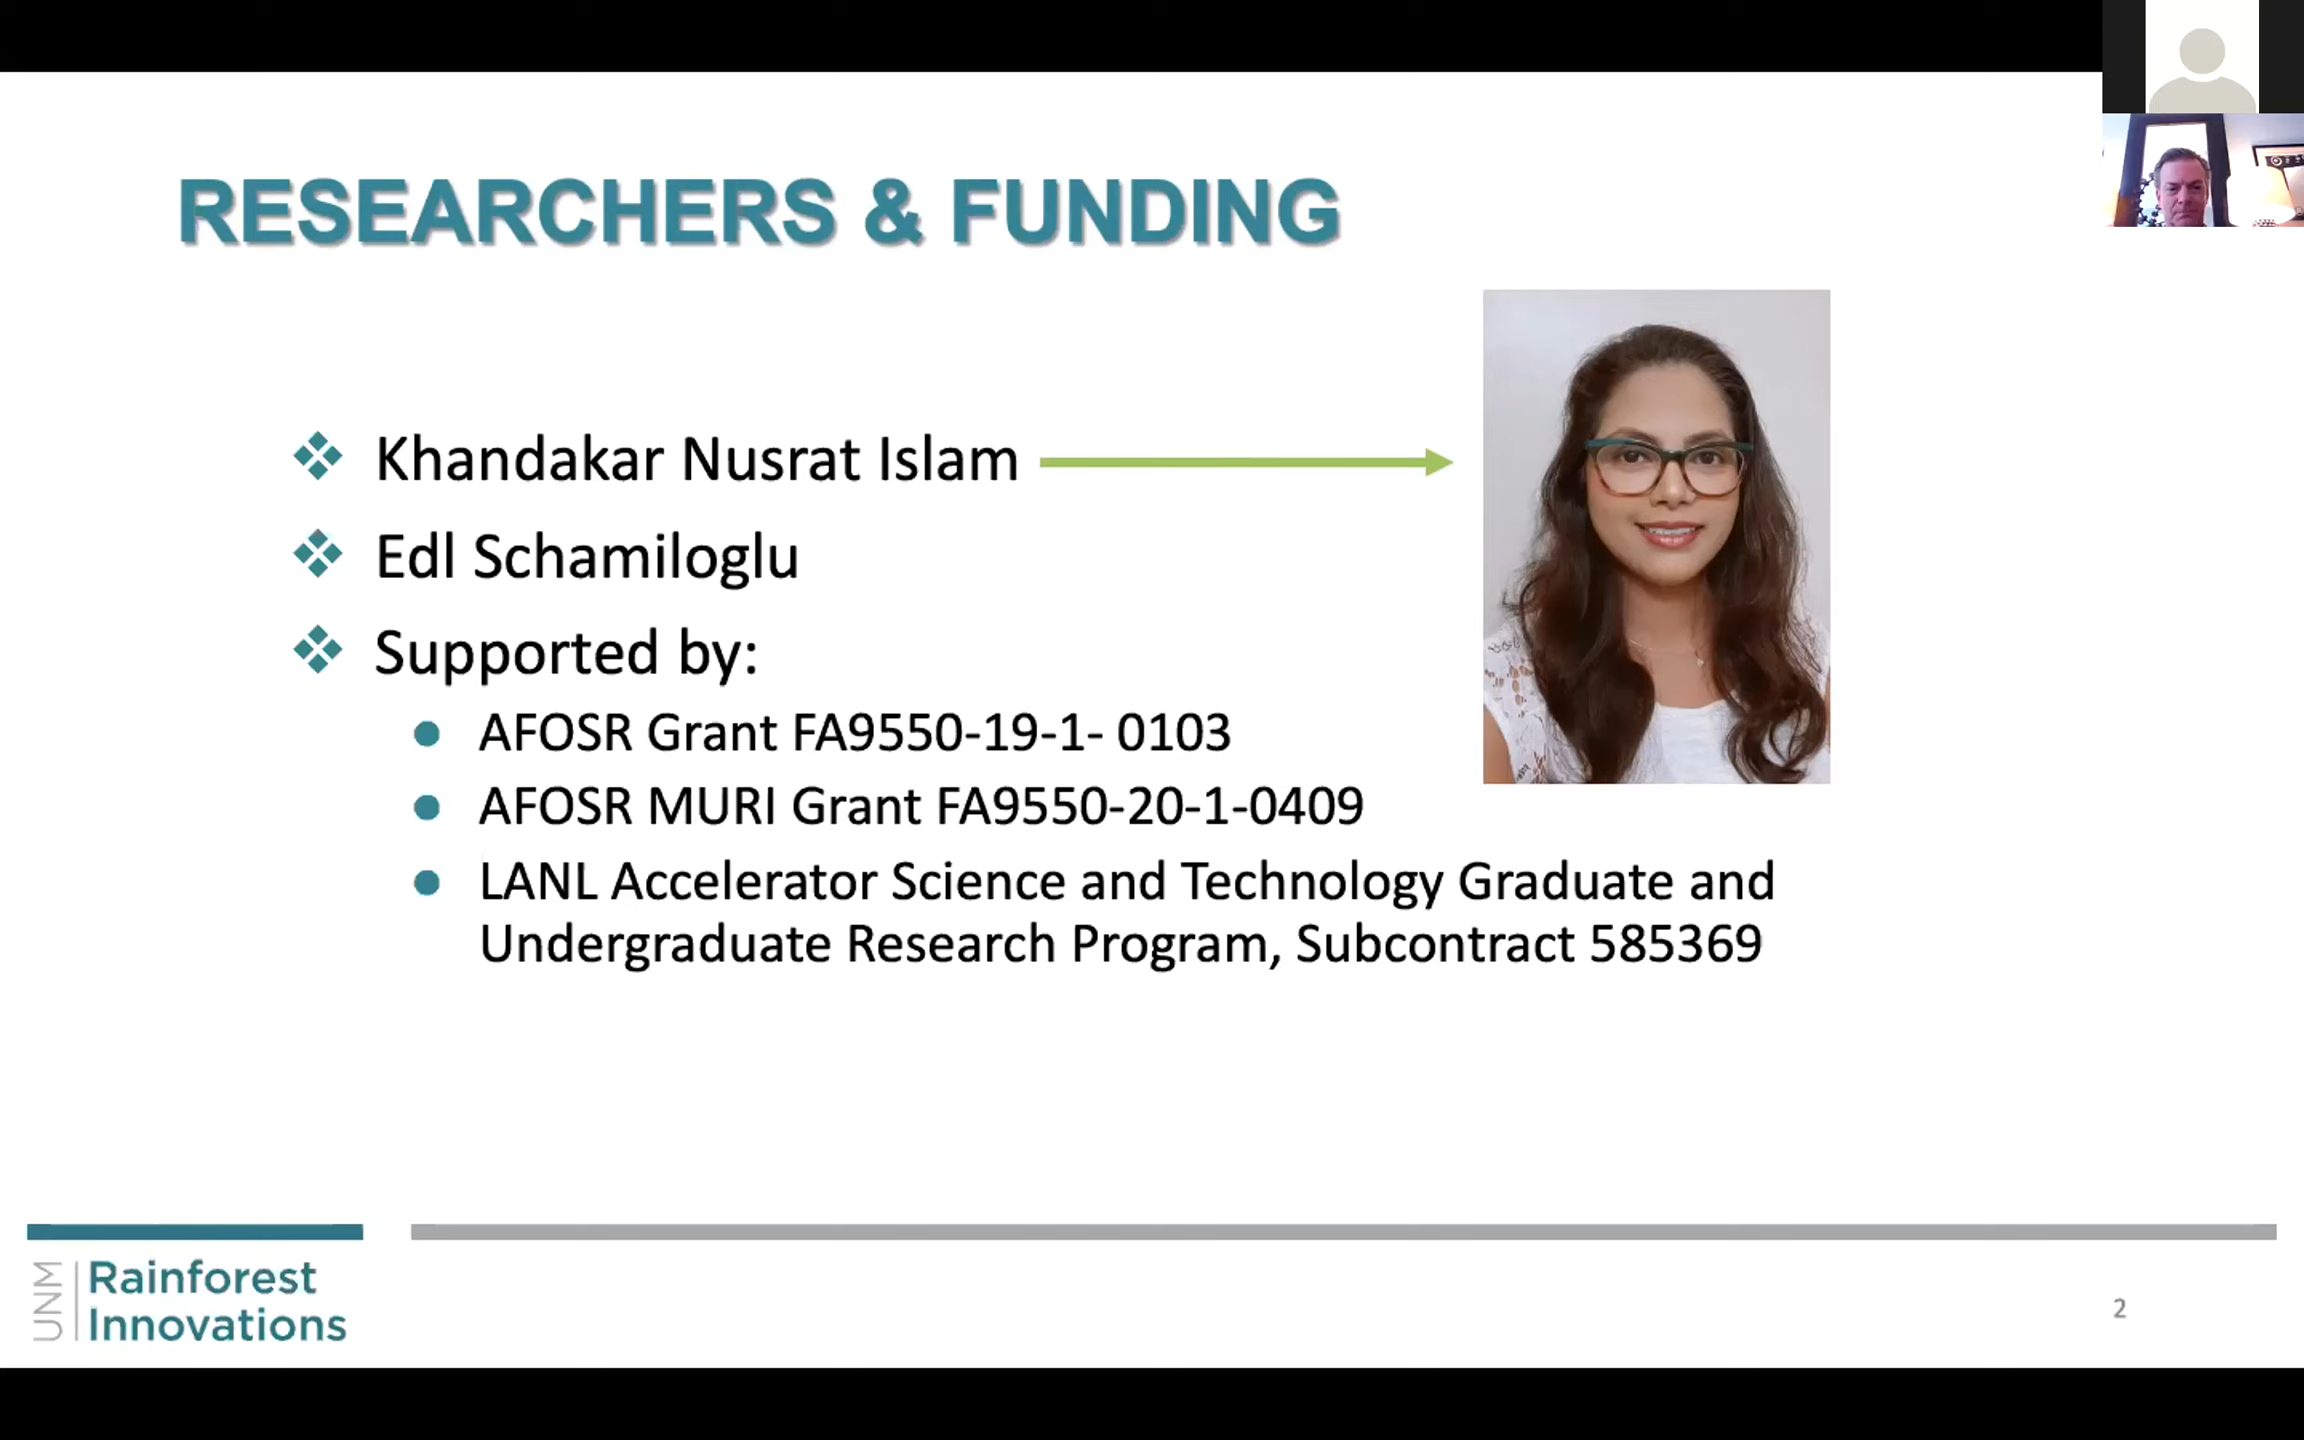 RESEARCHERS & FUNDING
Khandakar Nusrat Islam
Edl Schamiloglu
Supported by:
AFOSR Grant FA9550-19-1- 0103
AFOSR MURI Grant FA9550-20-1-0409
LANL Accelerator Science and Technology Graduate and
Undergraduate Research Program, Subcontract 585369
UNM
Rainforest
Innovations
2